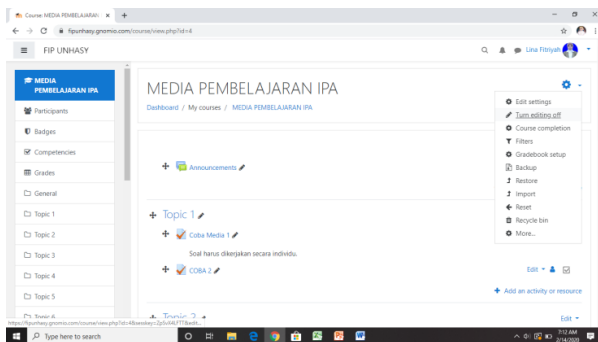 Course: MEDIA PEMBELAJARAN
fipunhasy.gnomio.com/course/view.php?id=4
FIP UNHASY
Lina Fitriyah
MEDIA
PEMBELAJARAN IPA
Participants
Badges
Competencies
Grades
General
Topic 1
Topic 2
Topic 3
Topic 4
Topic 5
Topic 6
MEDIA PEMBELAJARAN IPA
Dashboard / My courses / MEDIA PEMBELAJARAN IPA
Edit settings
Turn editing off
Course completion
Filters
Gradebook setup
Backup
Restore
Import
Reset
Recycle bin
More...
Announcements
Topic 1
Coba Media 1
Soal harus dikerjakan secara individu.
COBA 2
Edit
Add an activity or resource
Topic 2
Edit
Type here to search
7:12 AM
2/14/2020